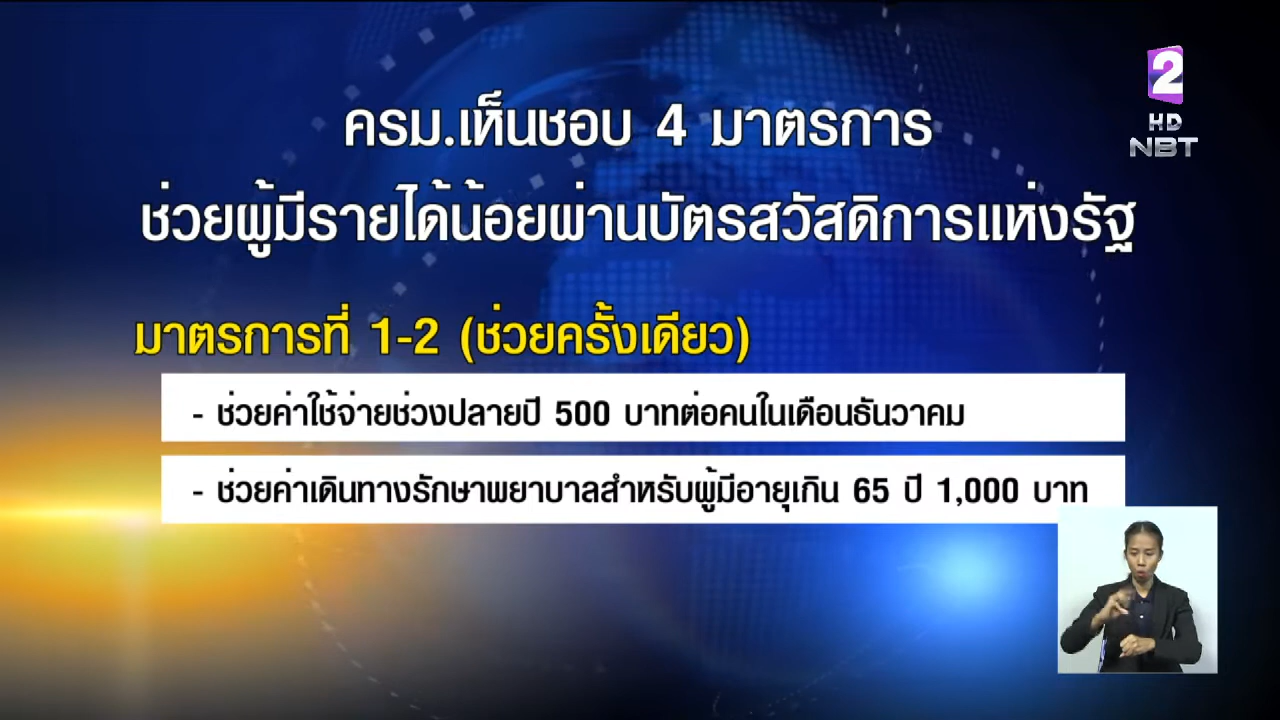 2
HD
NBT
ครม.เห็นชอบ 4 มาตรการ
ช่วยผู้มีรายได้น้อยผ่านบัตรสวัสดิการแห่งรัฐ
มาตรการที่ 1-2 (ช่วยครั้งเดียว)
- ช่วยค่าใช้จ่ายช่วงปลายปี 500 บาทต่อคนในเดือนธันวาคม
- ช่วยค่าเดินทางรักษาพยาบาลสำหรับผู้มีอายุเกิน 65 ปี 1,000 บาท